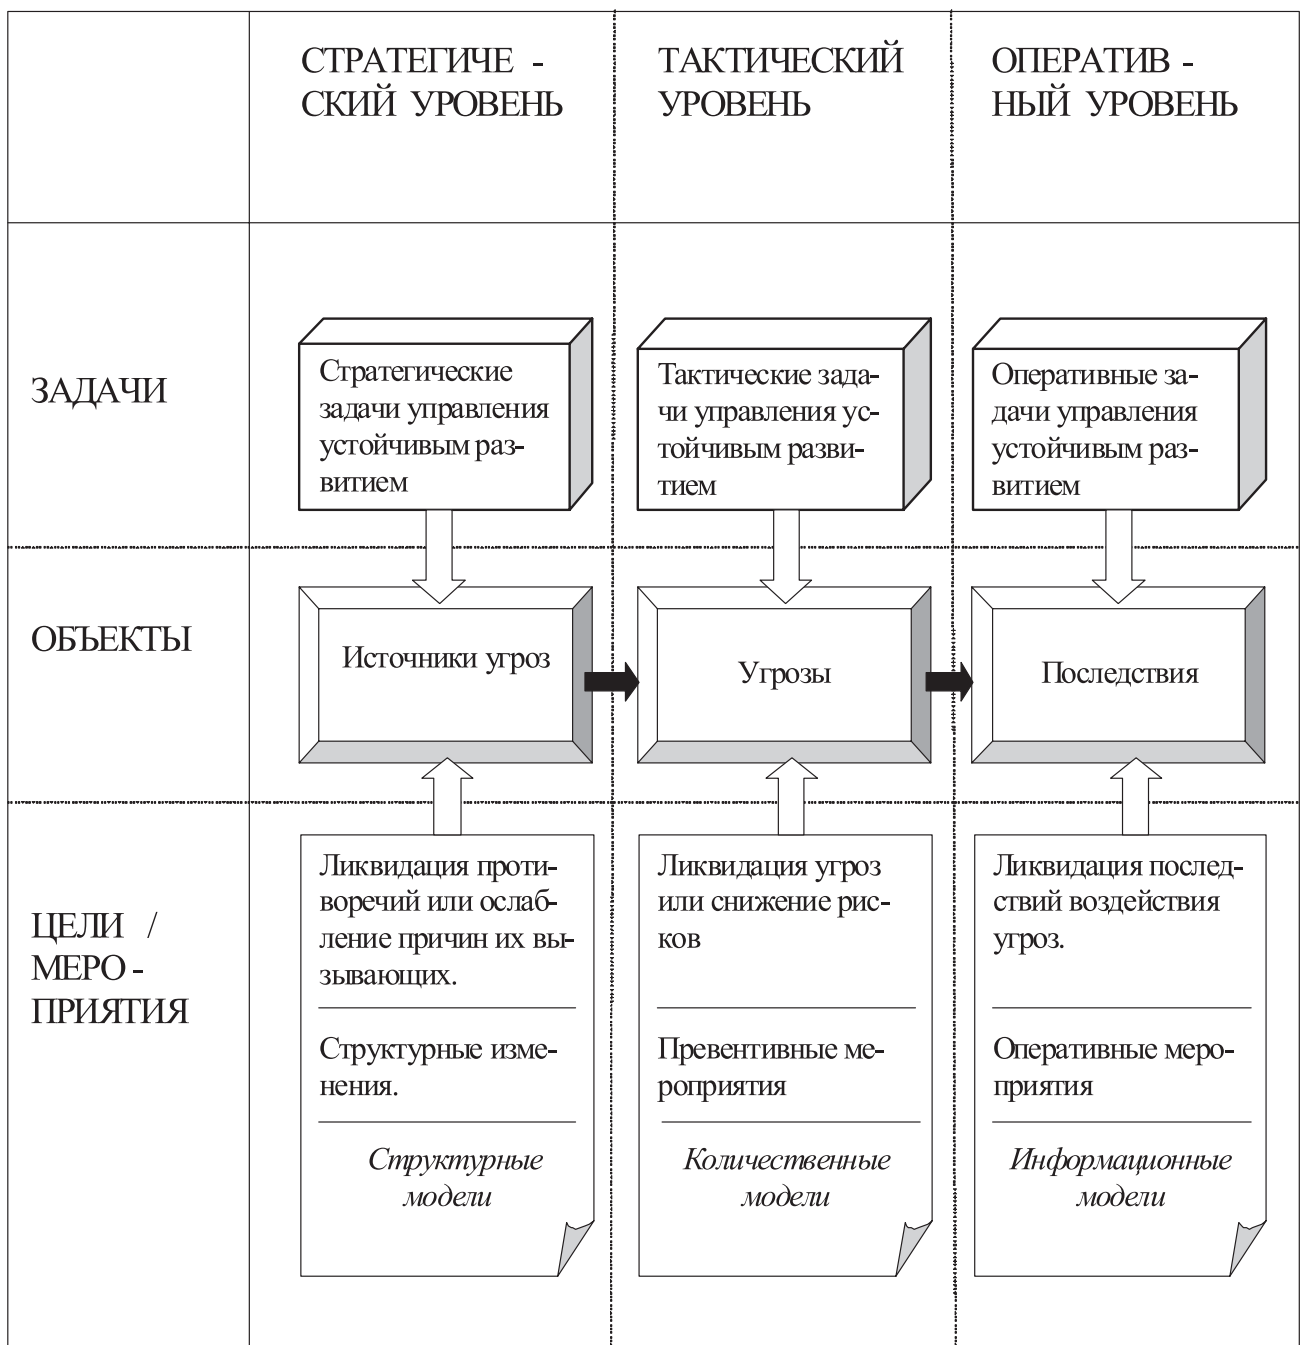 СТРАТЕГИЧЕ -
СКИЙ УРОВЕНЬ
ТАКТИЧЕСКИЙ
УРОВЕНЬ
ОПЕРАТИВ -
НЫЙ УРОВЕНЬ
ЗАДАЧИ
Стратегические
задачи управления
устойчивым раз-
витием
Тактические зада-
чи управления ус-
тойчивым разви-
тием
Оперативные за-
дачи управления
устойчивым раз-
витием
ОБЪЕКТЫ
Источники угроз
Угрозы
Последствия
ЦЕЛИ /
МЕРО -
ПРИЯТИЯ
Ликвидация проти-
воречий или ослаб-
ление причин их вы-
зывающих.
Структурные изме-
нения.
Структурные
модели
Ликвидация угроз
или снижение рис-
ков
Превентивные ме-
роприятия
Количественные
модели
Ликвидация послед-
ствий воздействия
угроз.
Оперативные меро-
приятия
Информационные
модели